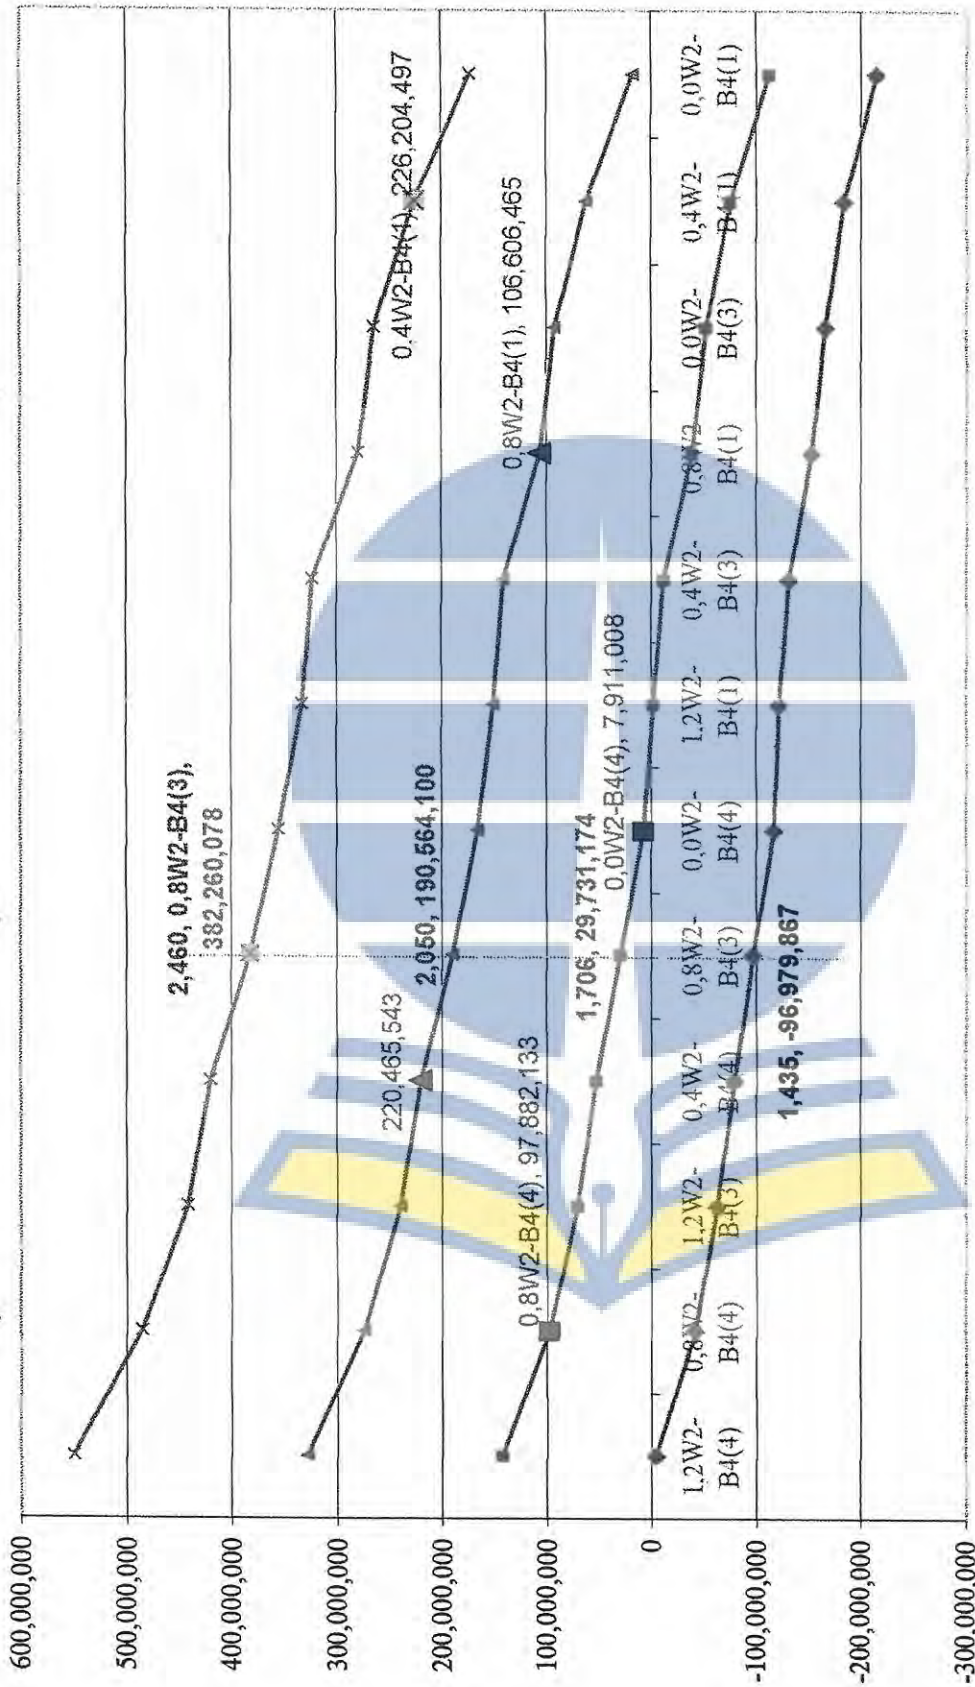 600,000,000
500,000,000
400,000,000
300,000,000
200,000,000
100,000,000
0
-100,000,000
-200,000,000
-300,000,000
2,460, 0,8W2-B4(3),
382,260,078
0.4W2-B4(1), 226,204,497
220,465,543
2,050, 190,564,100
0,8W2-B4(1), 106,606,465
0,8W2-B4(4), 97,882,133
1,706, 29,731,174
0,0W2-B4(4), 7,911,008
1,435, -96,979,867
1,2W2-
B4(4)
0,8W2-
B4(4)
1,2W2-
B4(3)
0,4W2-
B4(4)
0,8W2-
B4(3)
0,0W2-
B4(4)
1,2W2-
B4(1)
0,4W2-
B4(3)
0,8W2-
B4(1)
0,0W2-
B4(3)
0,4W2-
B4(1)
0,0W2-
B4(1)